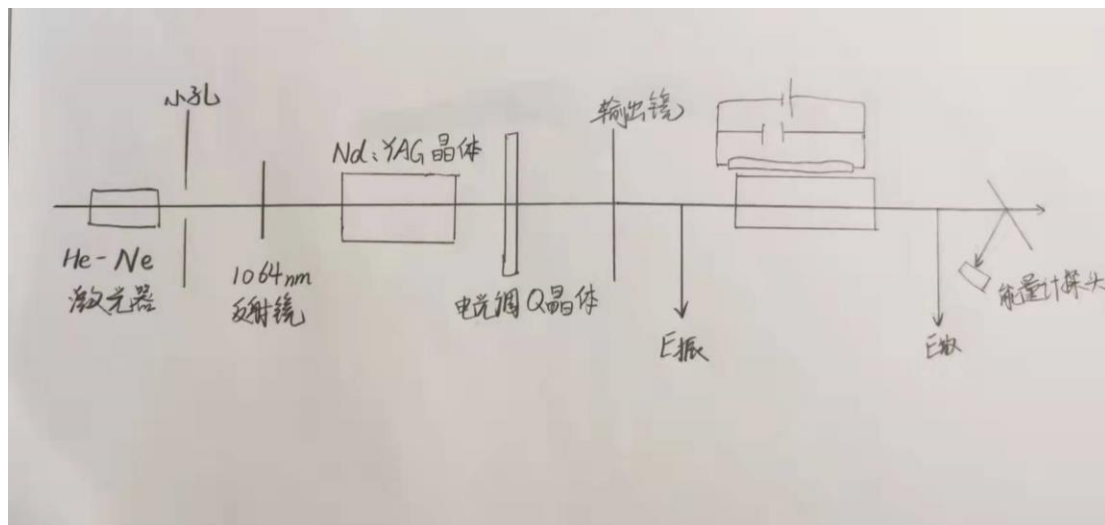 小孔
输出镜
Nd:YAG晶体
He-Ne
激光器
1064nm
反射镜
电光调Q晶体
E振
能量计探头
E放